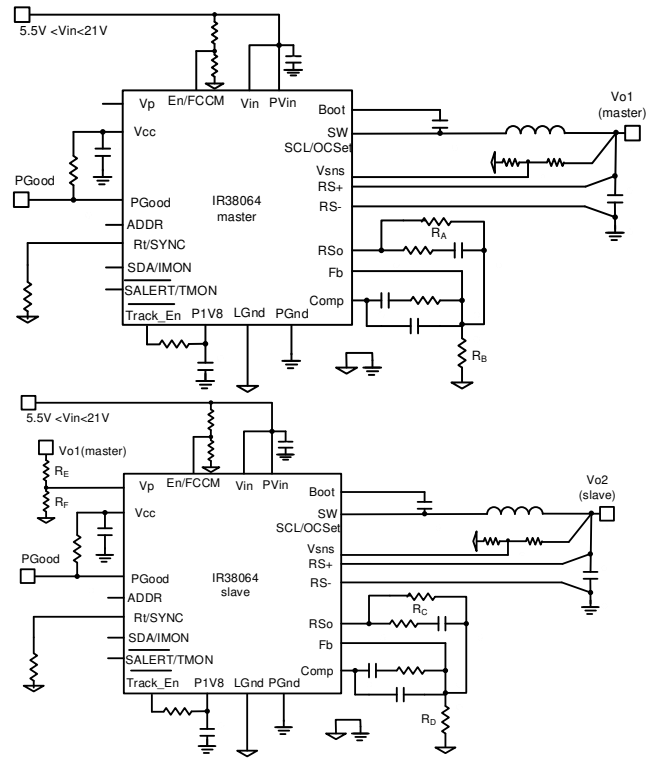 5.5V <Vin<21V
Vp
En/FCCM
Vin
PVin
Boot
Vo1
(master)
Vcc
SW
SCL/OCSet
Vsns
PGood
RS+
PGood
IR38064
master
RS-
ADDR
RA
Rt/SYNC
RSo
SDA/IMON
Fb
SALERT/TMON
Comp
Track_En
P1V8
LGnd
PGnd
RB
5.5V <Vin<21V
Vo1(master)
RE
En/FCCM
Vin
PVin
Vp
Boot
Vo2
(slave)
RF
Vcc
SW
SCL/OCSet
Vsns
PGood
RS+
PGood
IR38064
slave
RS-
ADDR
RC
Rt/SYNC
RSo
SDA/IMON
Fb
SALERT/TMON
Comp
Track_En
P1V8
LGnd
PGnd
RD